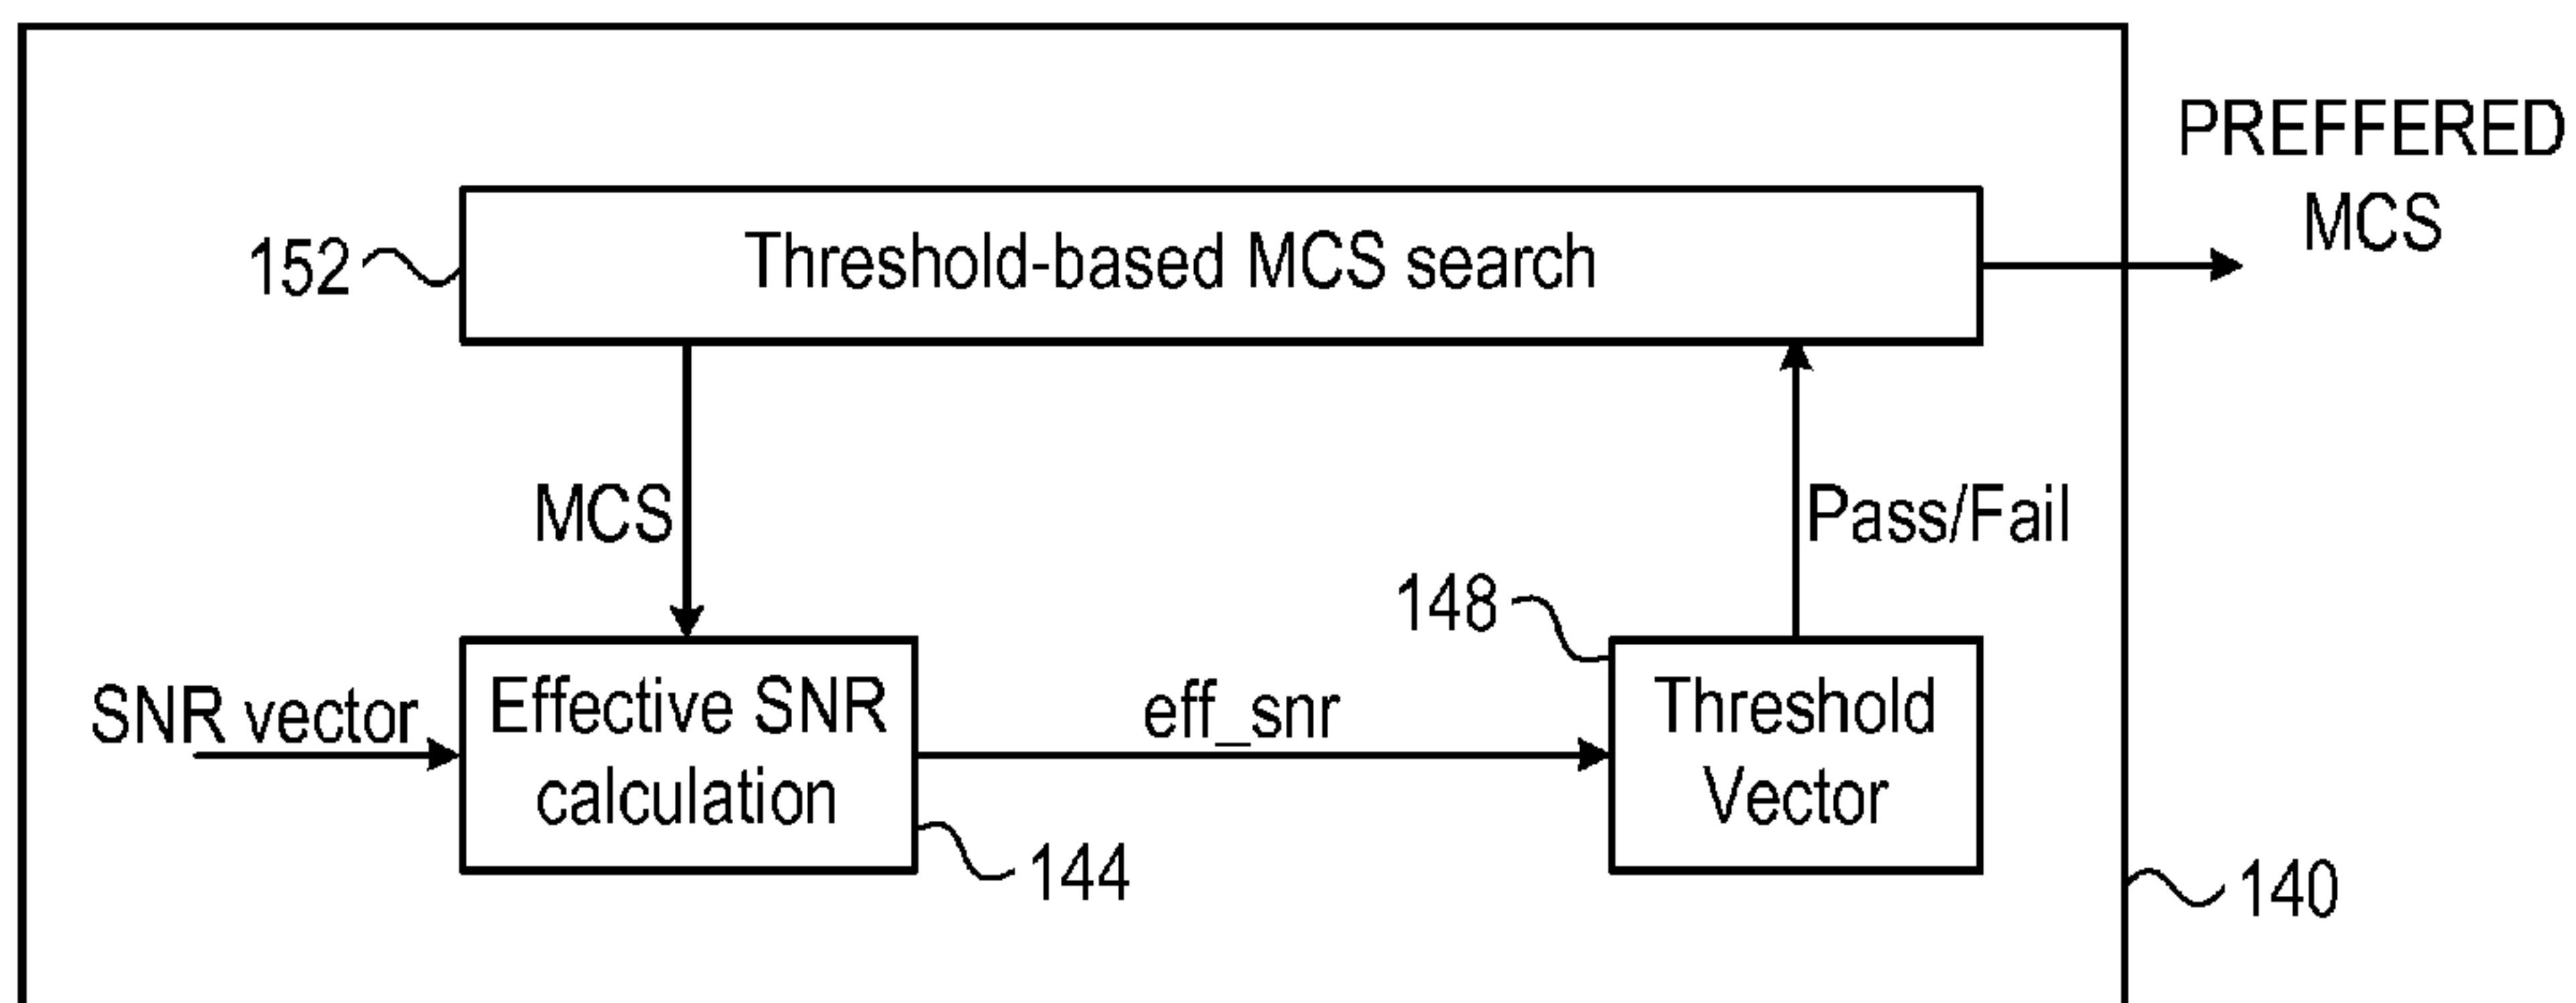 PREFFERED
MCS
152
Threshold-based MCS search
MCS
Pass/Fail
148
SNR vector
Effective SNR
calculation
eff_snr
Threshold
Vector
144
140